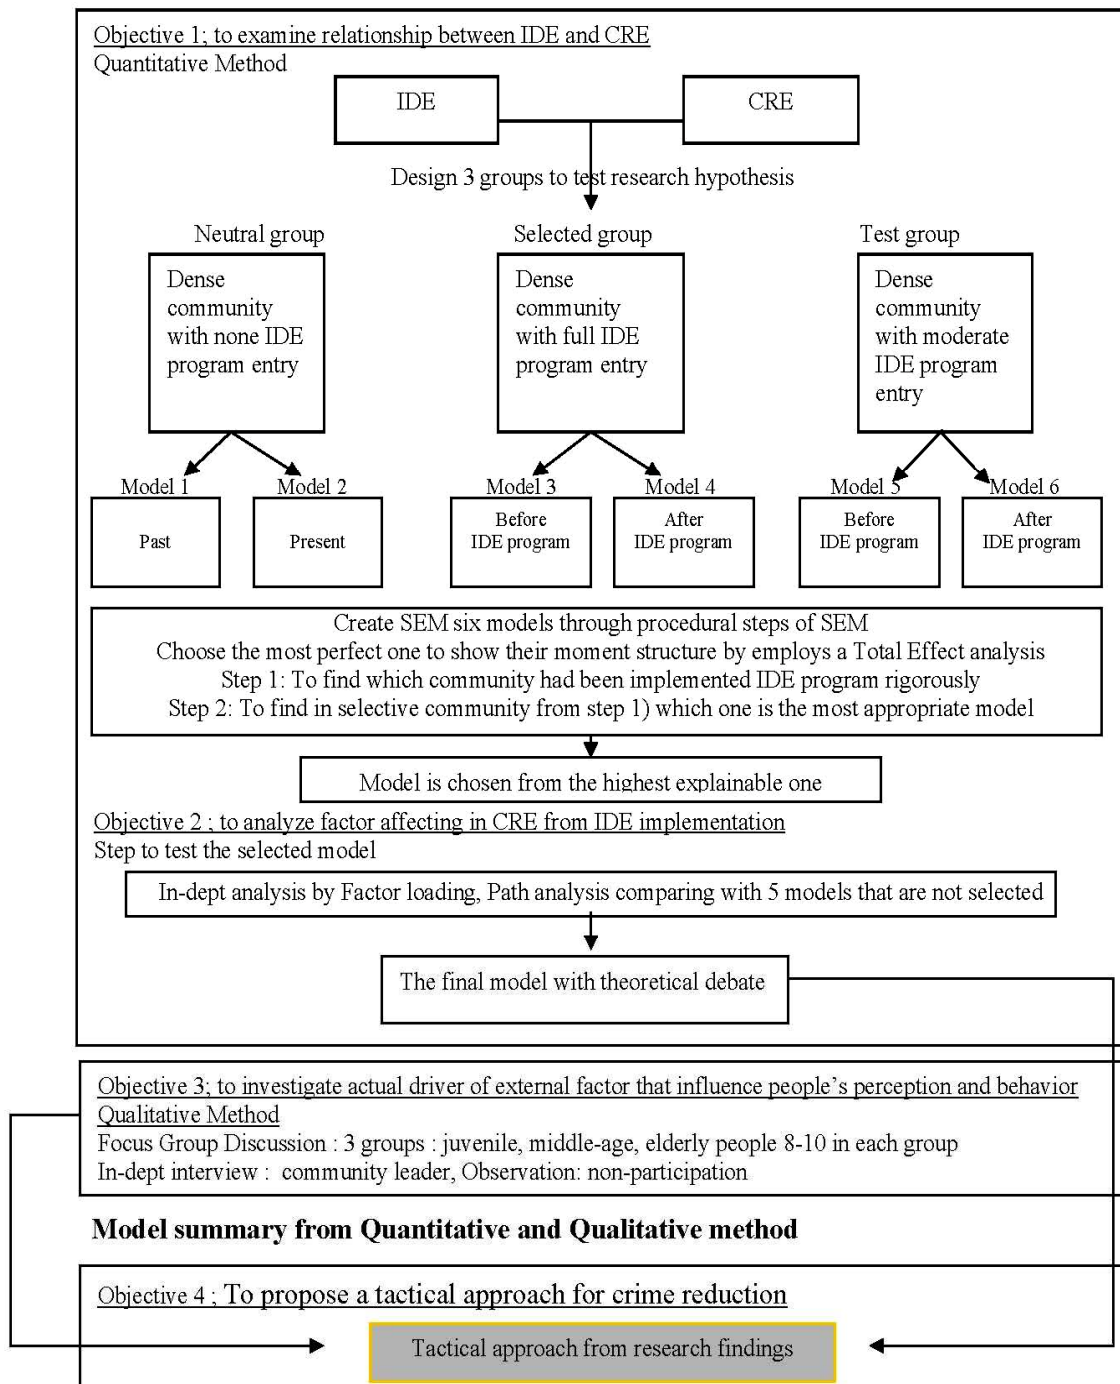 Objective 1; to examine relationship between IDE and CRE
Quantitative Method
IDE
CRE
Design 3 groups to test research hypothesis
Neutral group
Selected group
Test group
Dense
community
with none IDE
program entry
Dense
community
with full IDE
program entry
Dense
community
with moderate
IDE program
entry
Model 1
Model 2
Model 3
Model 4
Model 5
Model 6
Past
Present
Before
IDE program
After
IDE program
Before
IDE program
After
IDE program
Create SEM six models through procedural steps of SEM
Choose the most perfect one to show their moment structure by employs a Total Effect analysis
Step 1: To find which community had been implemented IDE program rigorously
Step 2: To find in selective community from step 1) which one is the most appropriate model
Model is chosen from the highest explainable one
Objective 2 ; to analyze factor affecting in CRE from IDE implementation
Step to test the selected model
In-dept analysis by Factor loading, Path analysis comparing with 5 models that are not selected
The final model with theoretical debate
Objective 3; to investigate actual driver of external factor that influence people's perception and behavior
Qualitative Method
Focus Group Discussion : 3 groups : juvenile, middle-age, elderly people 8-10 in each group
In-dept interview : community leader, Observation: non-participation
Model summary from Quantitative and Qualitative method
Objective 4 ; To propose a tactical approach for crime reduction
Tactical approach from research findings